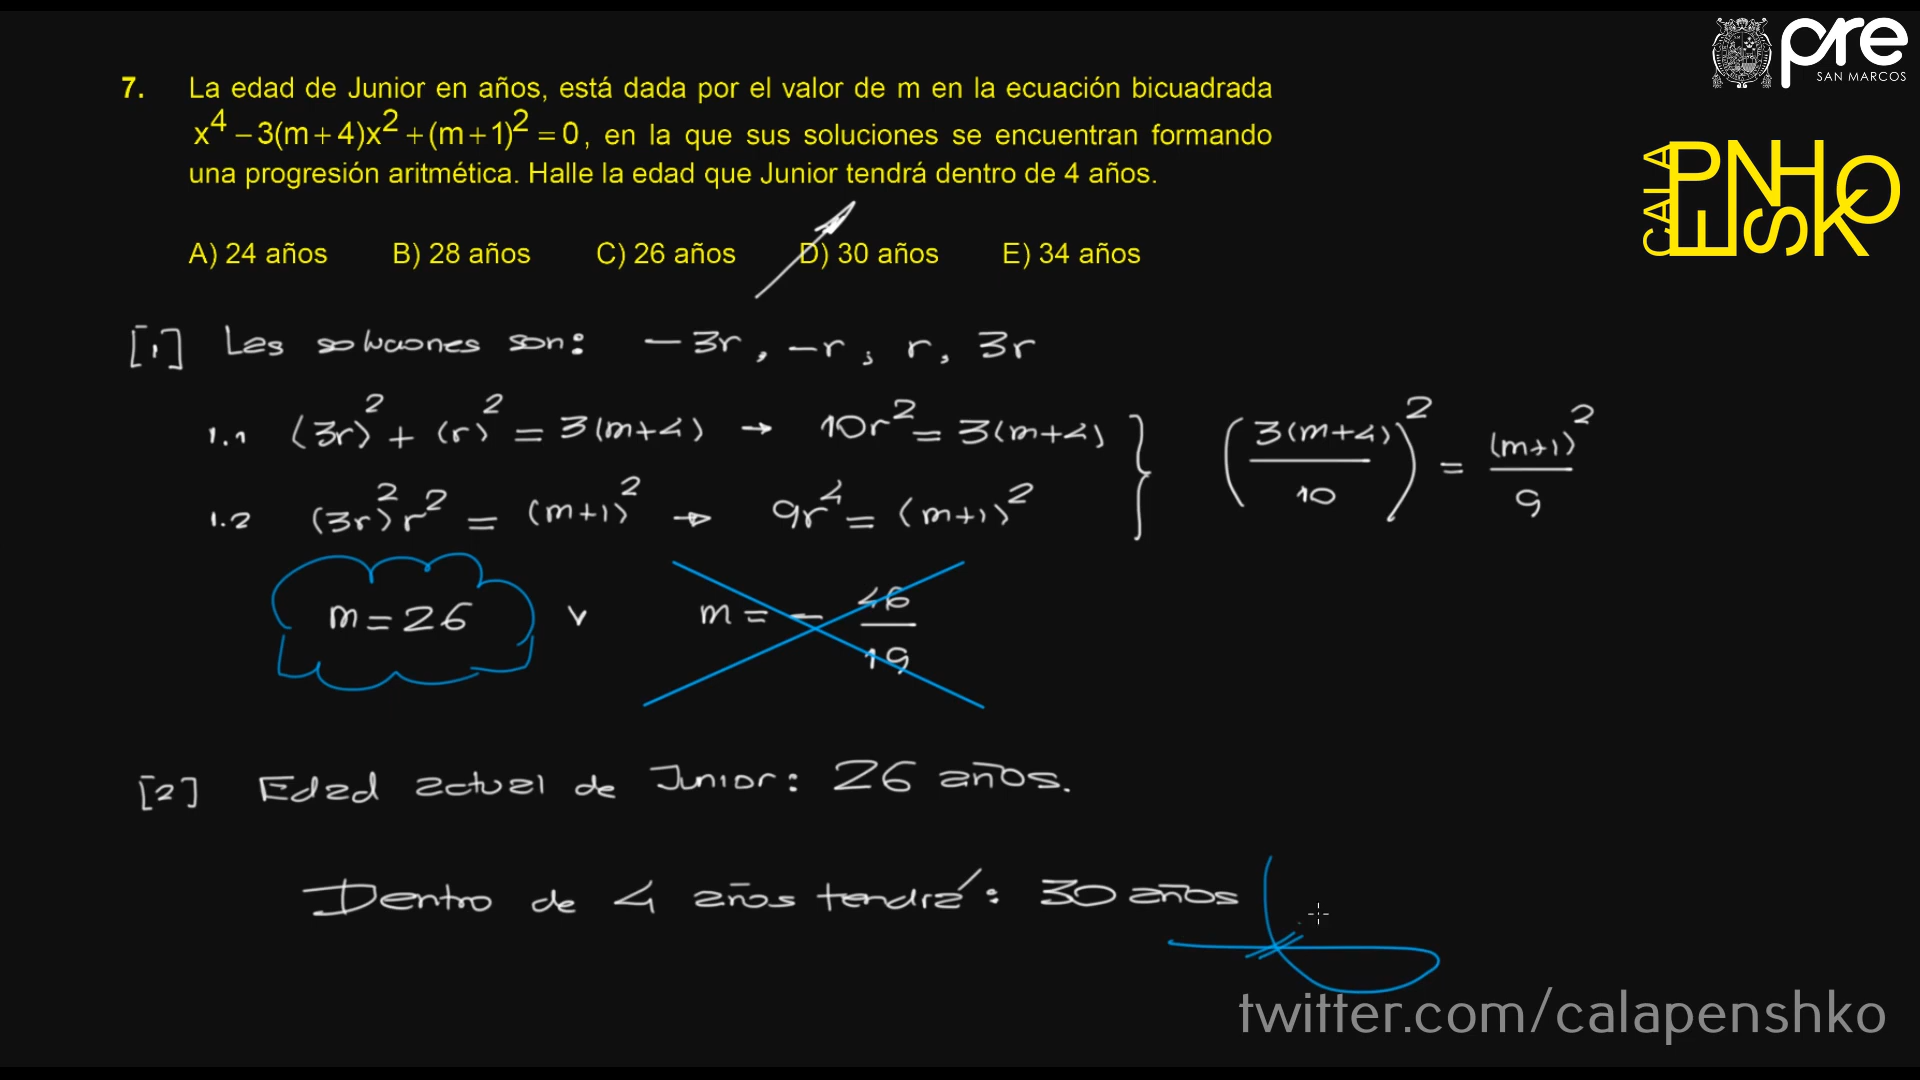 pre
SAN MARCOS
CALA
PENSHKO
7. La edad de Junior en años, está dada por el valor de m en la ecuación bicuadrada
x⁴ – 3(m + 4)x² + (m + 1)² = 0, en la que sus soluciones se encuentran formando
una progresión aritmética. Halle la edad que Junior tendrá dentro de 4 años.
A) 24 años B) 28 años C) 26 años D) 30 años E) 34 años
[1] Las soluciones son: -3r, -r, r, 3r
1.1 (3r)² + (r)² = 3(m+4) → 10r² = 3(m+4) } (3(m+4)/10)² = (m+1)²/9
1.2 (3r)²r² = (m+1)² → 9r⁴ = (m+1)²
m = 26 v m = - 46/19
[2] Edad actual de Junior: 26 años.
Dentro de 4 años tendrá: 30 años
twitter.com/calapenshko